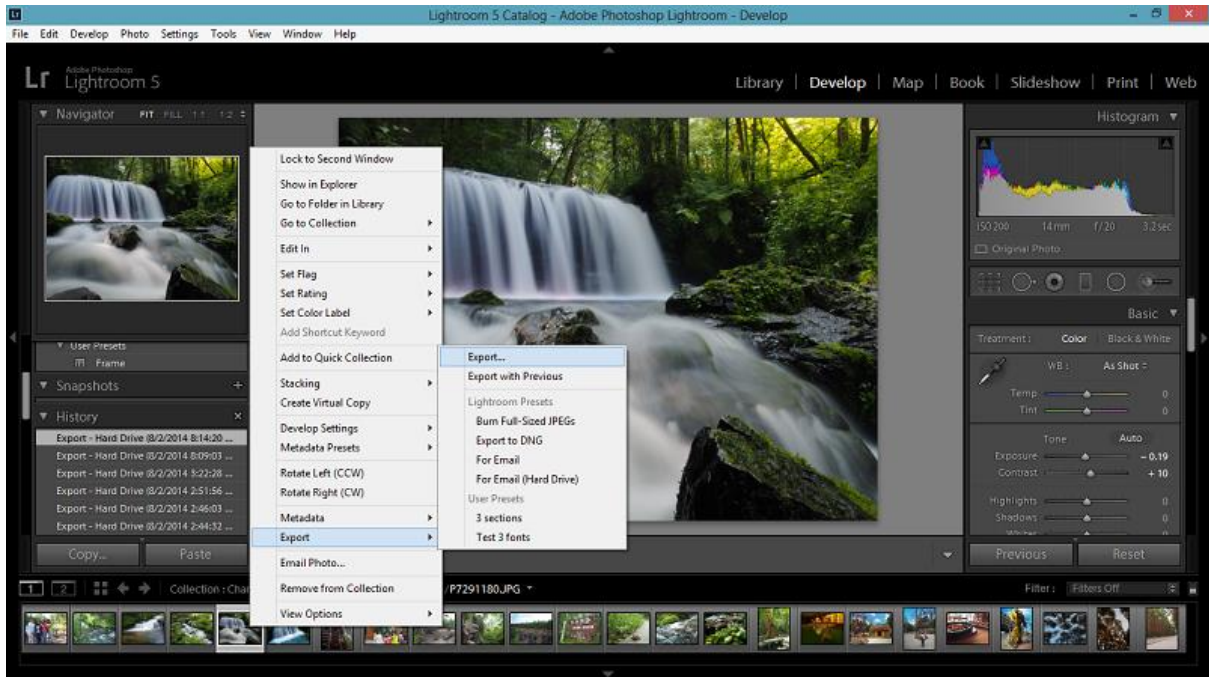 Lr
Lightroom 5 Catalog - Adobe Photoshop Lightroom - Develop
File Edit Develop Photo Settings Tools View Window Help
Lr Adobe Photoshop
Lightroom 5
Library | Develop | Map | Book | Slideshow | Print | Web
Navigator FIT FILL 1:1 1:2
User Presets
Frame
Snapshots +
History ×
Export - Hard Drive (8/2/2014 8:14:20 ...
Export - Hard Drive (8/2/2014 8:09:03 ...
Export - Hard Drive (8/2/2014 3:22:28 ...
Export - Hard Drive (8/2/2014 2:51:56 ...
Export - Hard Drive (8/2/2014 2:46:03 ...
Export - Hard Drive (8/2/2014 2:44:32 ...
Copy... Paste
Lock to Second Window
Show in Explorer
Go to Folder in Library
Go to Collection
Edit In
Set Flag
Set Rating
Set Color Label
Add Shortcut Keyword
Add to Quick Collection
Stacking
Create Virtual Copy
Develop Settings
Metadata Presets
Rotate Left (CCW)
Rotate Right (CW)
Metadata
Export
Email Photo...
Remove from Collection
View Options
Export...
Export with Previous
Lightroom Presets
Burn Full-Sized JPEGs
Export to DNG
For Email
For Email (Hard Drive)
User Presets
3 sections
Test 3 fonts
Histogram
ISO 200 14mm f/20 3.2 sec
Original Photo
Basic
Treatment: Color Black & White
WB: As Shot
Temp 0
Tint 0
Tone Auto
Exposure - 0.19
Contrast + 10
Highlights 0
Shadows 0
Whites
Previous Reset
1 2 Collection : Char /P7291180.JPG Filter: Filters Off